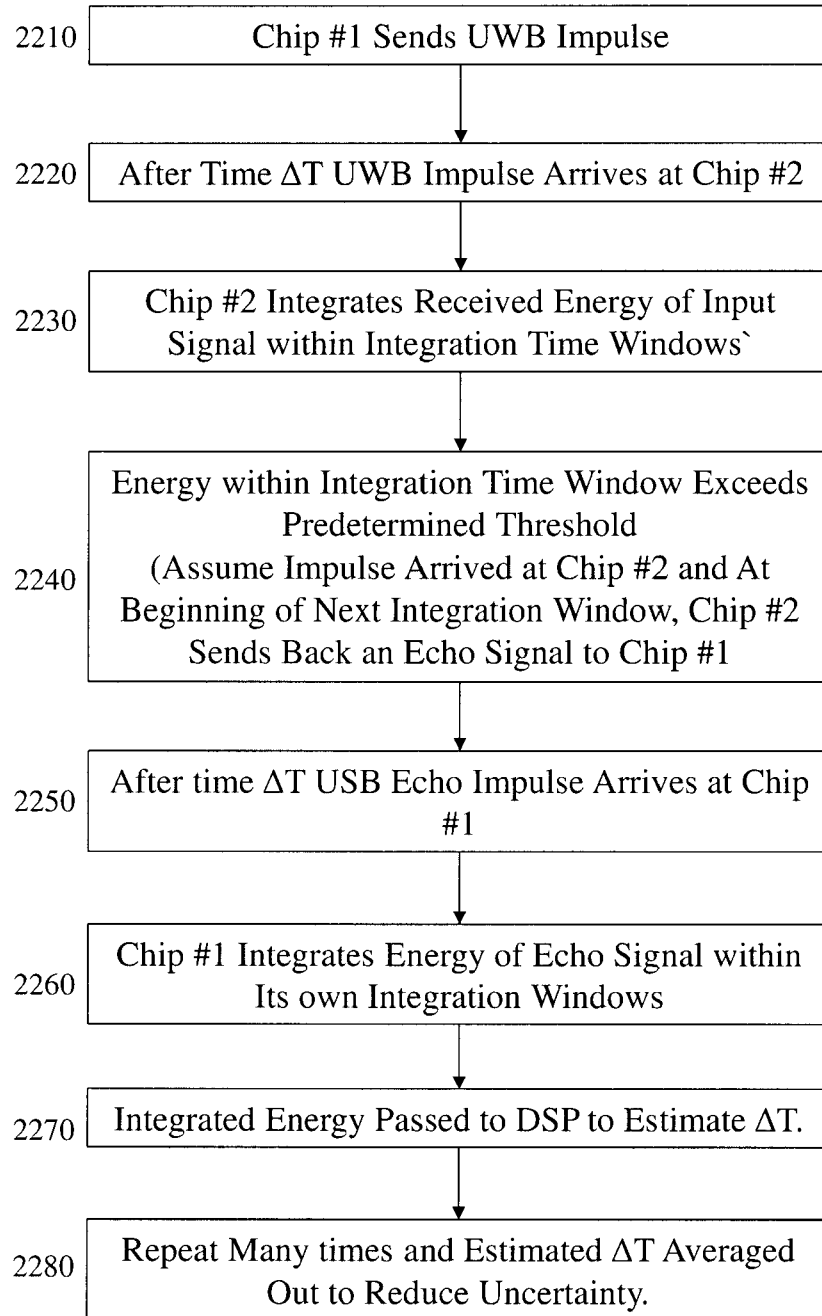 2210 Chip #1 Sends UWB Impulse
2220 After Time ΔT UWB Impulse Arrives at Chip #2
2230 Chip #2 Integrates Received Energy of Input
Signal within Integration Time Windows`
Energy within Integration Time Window Exceeds
Predetermined Threshold
2240 (Assume Impulse Arrived at Chip #2 and At
Beginning of Next Integration Window, Chip #2
Sends Back an Echo Signal to Chip #1
2250 After time ΔT USB Echo Impulse Arrives at Chip
#1
2260 Chip #1 Integrates Energy of Echo Signal within
Its own Integration Windows
2270 Integrated Energy Passed to DSP to Estimate ΔT.
2280 Repeat Many times and Estimated ΔT Averaged
Out to Reduce Uncertainty.